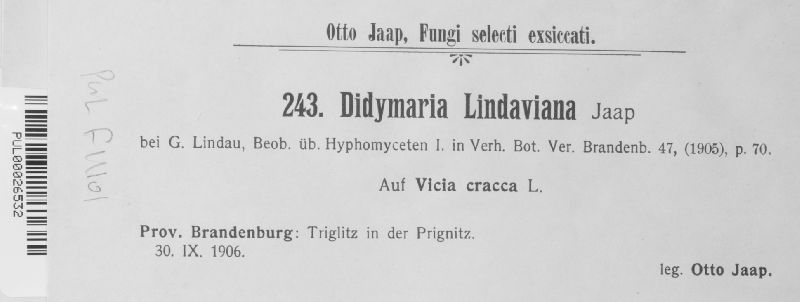 Otto Jaap, Fungi selecti exsiccati.
243. Didymaria Lindaviana Jaap
bei G. Lindau, Beob. üb. Hyphomyceten I. in Verh. Bot. Ver. Brandenb. 47, (1905), p. 70.
Auf Vicia cracca L.
Prov. Brandenburg: Triglitz in der Prignitz.
30. IX. 1906.
leg. Otto Jaap.
PUL00026532
PUL